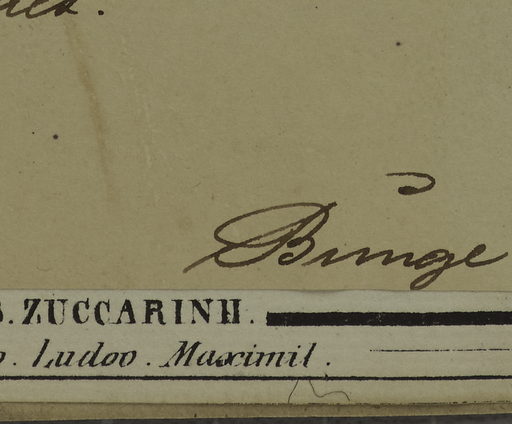 Bunge
. ZUCCARINII.
. Ludov. Maximil.